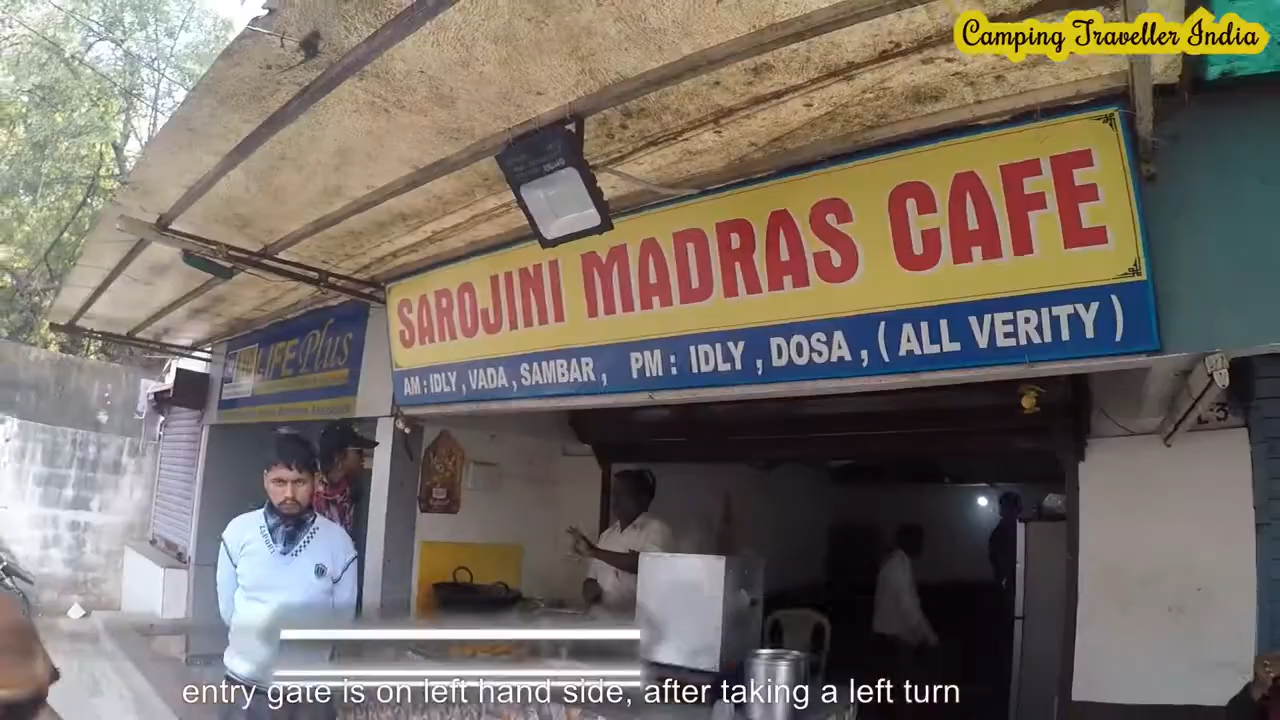 Camping Traveller India
SAROJINI MADRAS CAFE
AM : IDLY , VADA , SAMBAR , PM : IDLY , DOSA , ( ALL VERITY )
LIFE Plus
L-3
entry gate is on left hand side, after taking a left turn